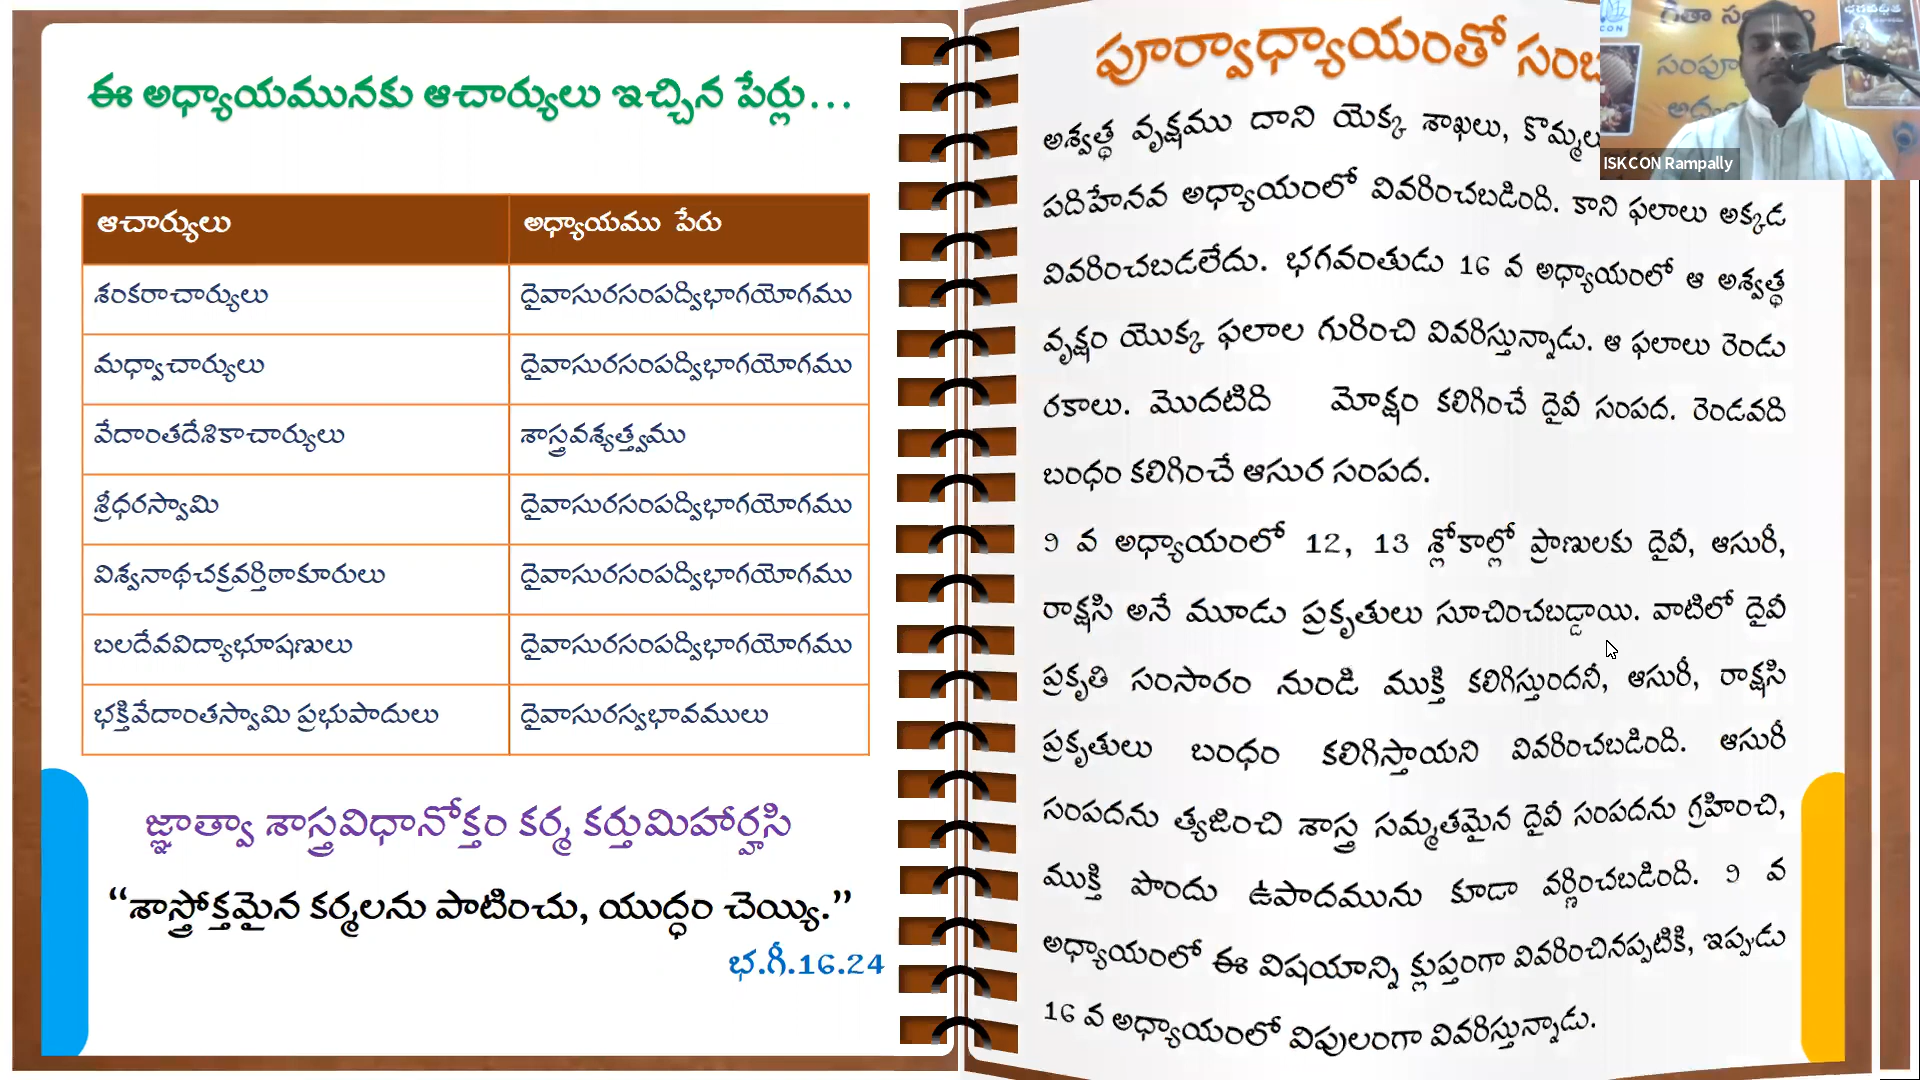 ఈ అధ్యాయమునకు ఆచార్యులు ఇచ్చిన పేర్లు...
ఆచార్యులు అధ్యాయము పేరు
శంకరాచార్యులు దైవాసురసంపద్విభాగయోగము
మధ్వాచార్యులు దైవాసురసంపద్విభాగయోగము
వేదాంతదేశికాచార్యులు శాస్త్రవశ్యత్త్వము
శ్రీధరస్వామి దైవాసురసంపద్విభాగయోగము
విశ్వనాథచక్రవర్తిఠాకూరులు దైవాసురసంపద్విభాగయోగము
బలదేవవిద్యాభూషణులు దైవాసురసంపద్విభాగయోగము
భక్తివేదాంతస్వామి ప్రభుపాదులు దైవాసురస్వభావములు
జ్ఞాత్వా శాస్త్రవిధానోక్తం కర్మ కర్తుమిహార్హసి
“శాస్త్రోక్తమైన కర్మలను పాటించు, యుద్ధం చెయ్యి.”
భ.గీ.16.24
పూర్వాధ్యాయంతో
అశ్వత్థ వృక్షము దాని యెక్క శాఖలు,
పదిహేనవ అధ్యాయంలో వివరించబడింది. కాని ఫలాలు అక్కడ
వివరించబడలేదు. భగవంతుడు 16 వ అధ్యాయంలో ఆ అశ్వత్థ
వృక్షం యొక్క ఫలాల గురించి వివరిస్తున్నాడు. ఆ ఫలాలు రెండు
రకాలు. మొదటిది మోక్షం కలిగించే దైవీ సంపద. రెండవది
బంధం కలిగించే ఆసుర సంపద.
9 వ అధ్యాయంలో 12, 13 శ్లోకాల్లో ప్రాణులకు దైవీ, ఆసురీ,
రాక్షసి అనే మూడు ప్రకృతులు సూచించబడ్డాయి. వాటిలో దైవీ
ప్రకృతి సంసారం నుండి ముక్తి కలిగిస్తుందనీ, ఆసురీ, రాక్షసి
ప్రకృతులు బంధం కలిగిస్తాయని వివరించబడింది. ఆసురీ
సంపదను త్యజించి శాస్త్ర సమ్మతమైన దైవీ సంపదను గ్రహించి,
ముక్తి పొందు ఉపాదమును కూడా వర్ణించబడింది. 9 వ
అధ్యాయంలో ఈ విషయాన్ని క్లుప్తంగా వివరించినప్పటికి, ఇప్పుడు
16 వ అధ్యాయంలో విపులంగా వివరిస్తున్నాడు.
గీతా
ISKCON Rampally